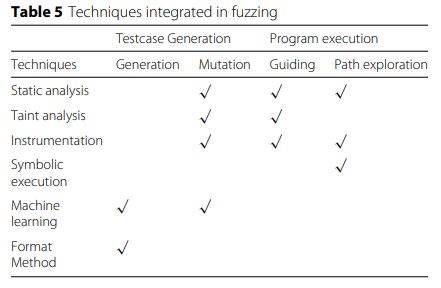 Table 5 Techniques integrated in fuzzing
Testcase Generation Program execution
Techniques Generation Mutation Guiding Path exploration
Static analysis √ √ √
Taint analysis √ √
Instrumentation √ √ √
Symbolic √
execution
Machine √ √
learning
Format √
Method